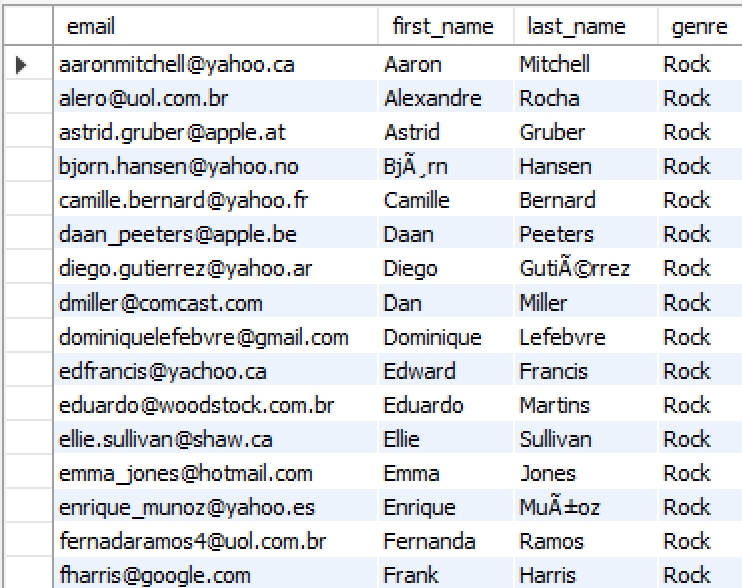 email first_name last_name genre
aaronmitchell@yahoo.ca Aaron Mitchell Rock
alero@uol.com.br Alexandre Rocha Rock
astrid.gruber@apple.at Astrid Gruber Rock
bjorn.hansen@yahoo.no BjÃ¸rn Hansen Rock
camille.bernard@yahoo.fr Camille Bernard Rock
daan_peeters@apple.be Daan Peeters Rock
diego.gutierrez@yahoo.ar Diego GutiÃ©rrez Rock
dmiller@comcast.com Dan Miller Rock
dominiquelefebvre@gmail.com Dominique Lefebvre Rock
edfrancis@yachoo.ca Edward Francis Rock
eduardo@woodstock.com.br Eduardo Martins Rock
ellie.sullivan@shaw.ca Ellie Sullivan Rock
emma_jones@hotmail.com Emma Jones Rock
enrique_munoz@yahoo.es Enrique MuÃ±oz Rock
fernadaramos4@uol.com.br Fernanda Ramos Rock
fharris@google.com Frank Harris Rock